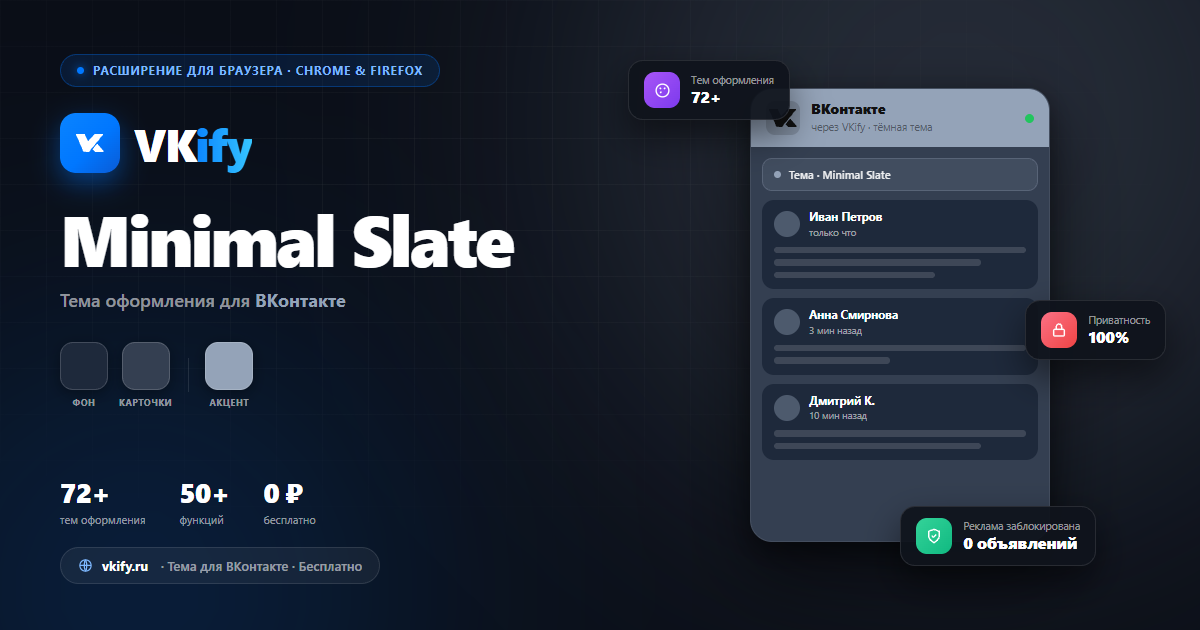 РАСШИРЕНИЕ ДЛЯ БРАУЗЕРА · CHROME & FIREFOX
VKify
Minimal Slate
Тема оформления для ВКонтакте
ФОН
КАРТОЧКИ
АКЦЕНТ
72+
тем оформления
50+
функций
0 ₽
бесплатно
vkify.ru · Тема для ВКонтакте · Бесплатно
Тем оформления
72+
ВКонтакте
через VKify · тёмная тема
Тема · Minimal Slate
Иван Петров
только что
Анна Смирнова
3 мин назад
Дмитрий К.
10 мин назад
Приватность
100%
Реклама заблокирована
0 объявлений